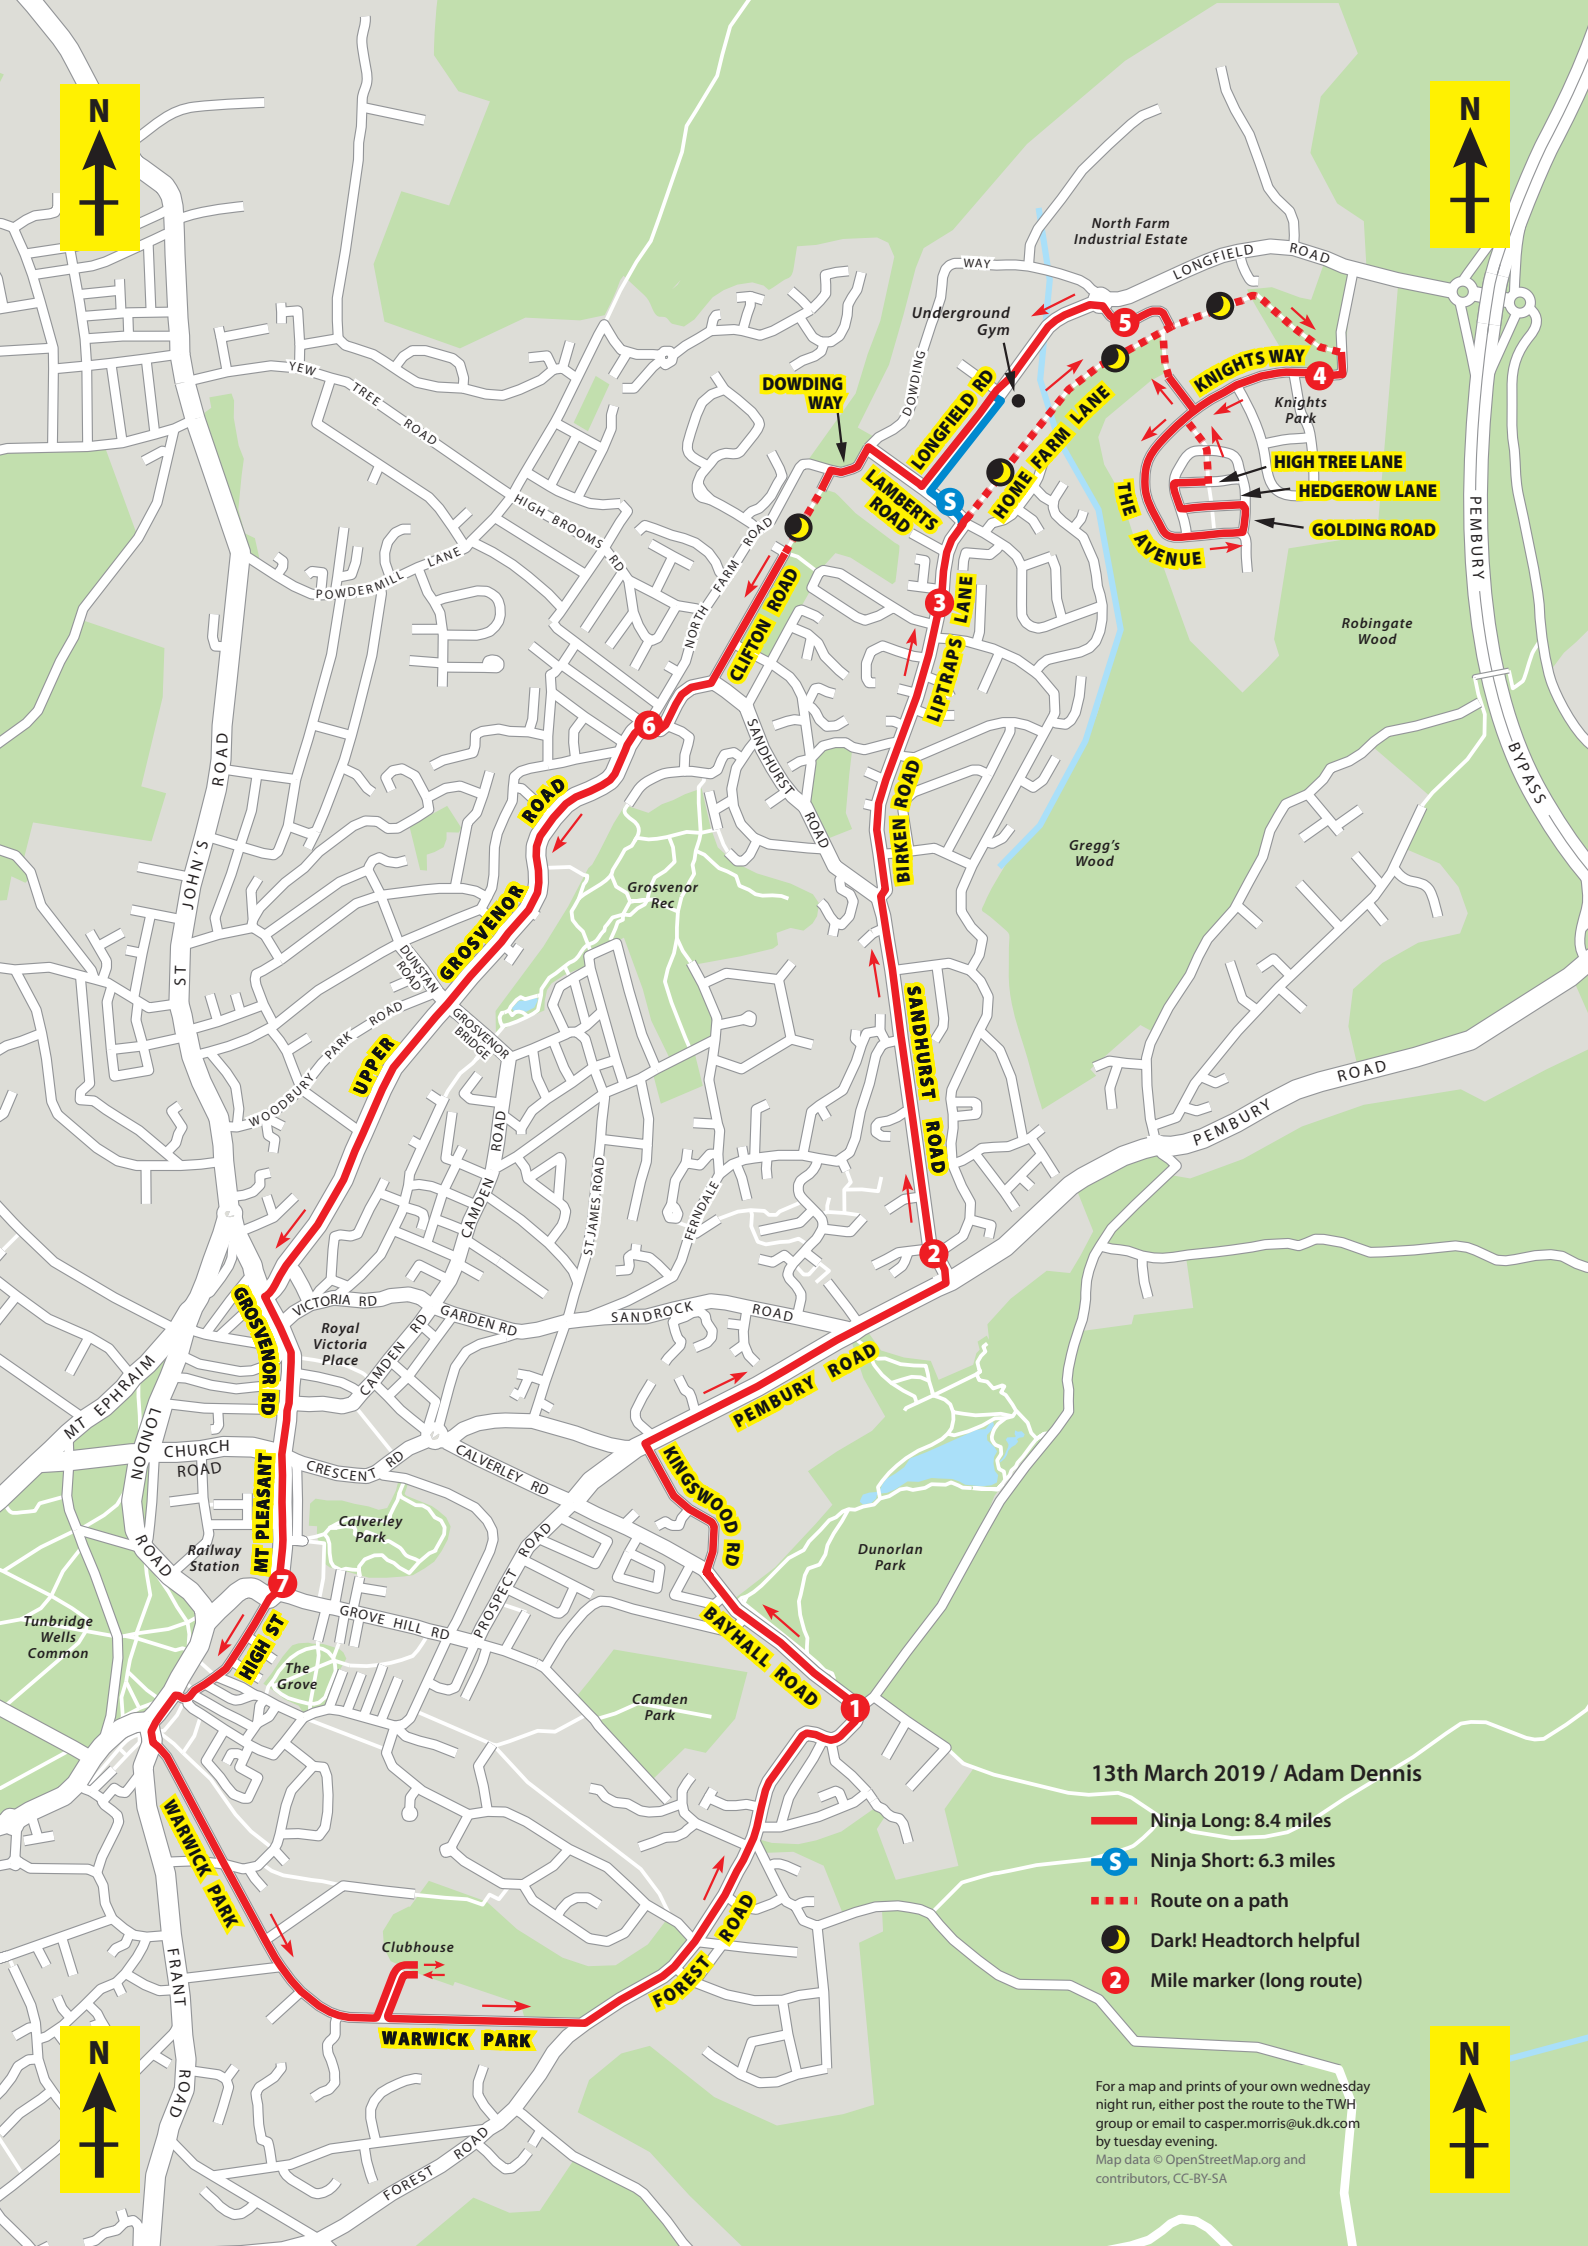 N
N
North Farm
Industrial Estate
WAY
LONGFIELD ROAD
Underground
Gym
5
YEW TREE ROAD
DOWDING
WAY
DOWDING
LONGFIELD RD
KNIGHTS WAY
4
Knights
Park
HOME FARM LANE
HIGH TREE LANE
HEDGEROW LANE
GOLDING ROAD
THE AVENUE
LAMBERTS
ROAD
S
HIGH BROOMS RD
NORTH FARM ROAD
POWDERMILL LANE
PEMBURY BYPASS
CLIFTON ROAD
3
LIPTRAPS LANE
Robingate
Wood
6
SANDHURST ROAD
ST JOHN'S ROAD
BIRKEN ROAD
Gregg's
Wood
Grosvenor
Rec
UPPER GROSVENOR ROAD
DUNSTAN
ROAD
GROSVENOR
BRIDGE
WOODBURY PARK ROAD
SANDHURST ROAD
PEMBURY ROAD
CAMDEN ROAD
ST JAMES ROAD
FERNDALE
2
GROSVENOR RD
VICTORIA RD
Royal
Victoria
Place
GARDEN RD
SANDROCK ROAD
CAMDEN RD
MT EPHRAIM
PEMBURY ROAD
LONDON ROAD
CHURCH
ROAD
CRESCENT RD
CALVERLEY RD
KINGSWOOD RD
MT PLEASANT
Calverley
Park
Railway
Station
7
PROSPECT ROAD
Dunorlan
Park
Tunbridge
Wells
Common
HIGH ST
GROVE HILL RD
The
Grove
BAYHALL ROAD
Camden
Park
1
WARWICK PARK
FOREST ROAD
Clubhouse
FRANT ROAD
WARWICK PARK
FOREST ROAD
13th March 2019 / Adam Dennis
Ninja Long: 8.4 miles
S Ninja Short: 6.3 miles
Route on a path
Dark! Headtorch helpful
2 Mile marker (long route)
N
N
For a map and prints of your own wednesday
night run, either post the route to the TWH
group or email to casper.morris@uk.dk.com
by tuesday evening.
Map data © OpenStreetMap.org and
contributors, CC-BY-SA